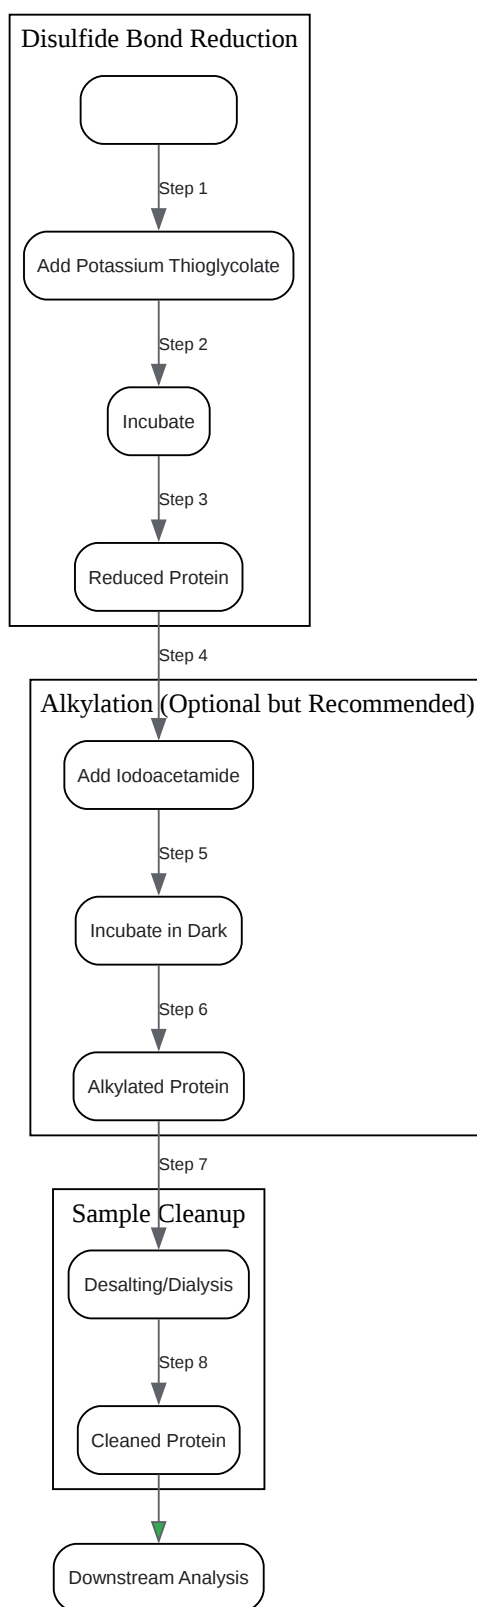 Disulfide Bond Reduction
Step 1
Add Potassium Thioglycolate
Step 2
Incubate
Step 3
Reduced Protein
Step 4
Alkylation (Optional but Recommended)
Add Iodoacetamide
Step 5
Incubate in Dark
Step 6
Alkylated Protein
Step 7
Sample Cleanup
Desalting/Dialysis
Step 8
Cleaned Protein
Downstream Analysis